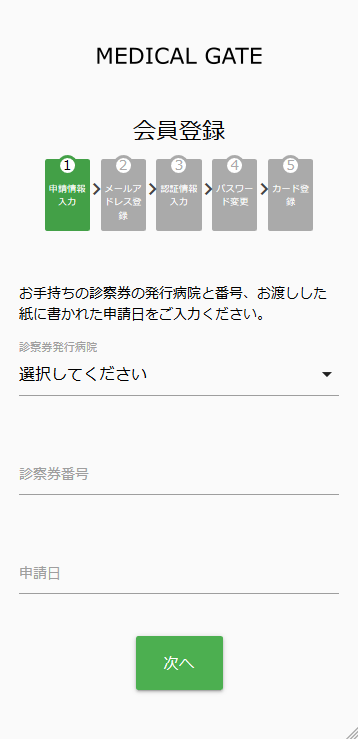 MEDICAL GATE
会員登録
1 2 3 4 5
申請情報入力 メールアドレス登録 認証情報入力 パスワード変更 カード登録
お手持ちの診察券の発行病院と番号、お渡しした
紙に書かれた申請日をご入力ください。
診察券発行病院
選択してください
診察券番号
申請日
次へ